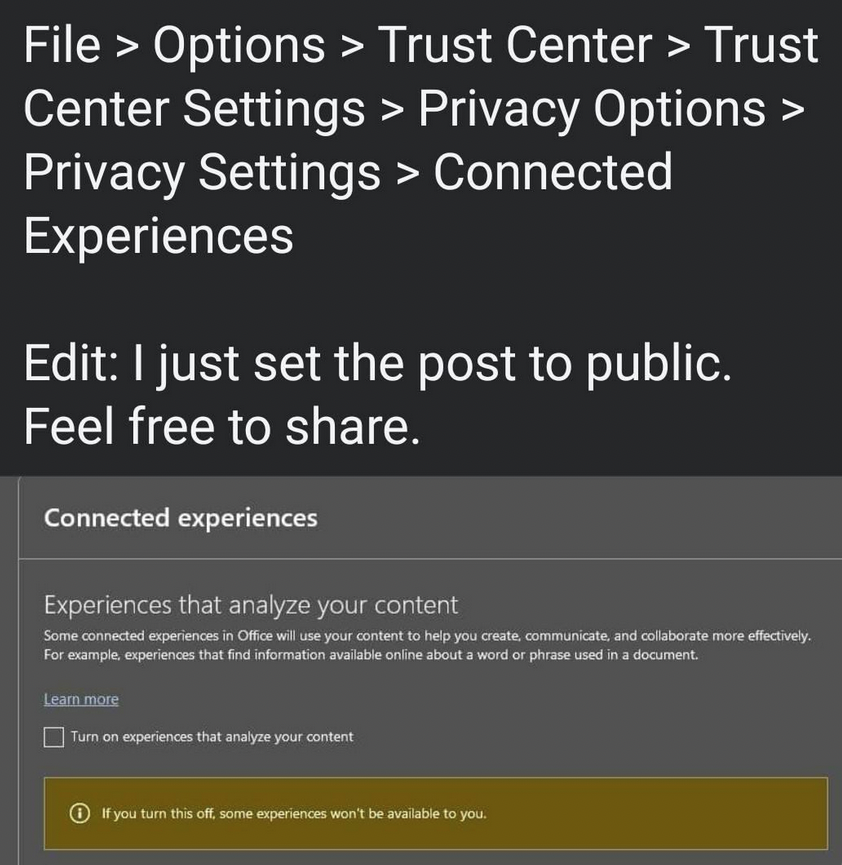 File > Options > Trust Center > Trust
Center Settings > Privacy Options >
Privacy Settings > Connected
Experiences
Edit: I just set the post to public.
Feel free to share.
Connected experiences
Experiences that analyze your content
Some connected experiences in Office will use your content to help you create, communicate, and collaborate more effectively.
For example, experiences that find information available online about a word or phrase used in a document.
Learn more
Turn on experiences that analyze your content
If you turn this off, some experiences won't be available to you.